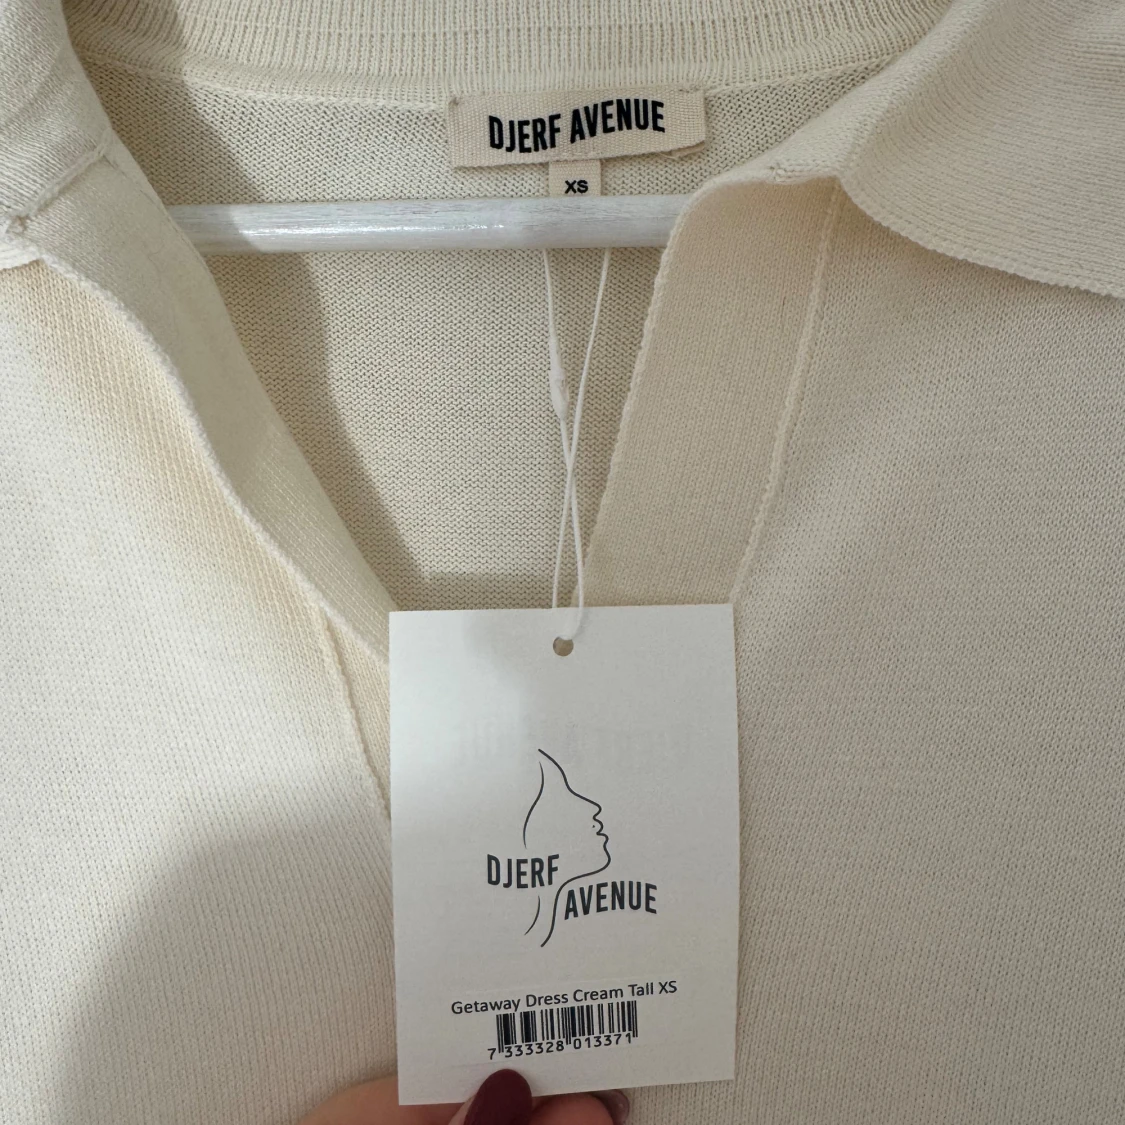 DJERF AVENUE
XS
DJERF
AVENUE
Getaway Dress Cream Tall XS
7 333328 013371